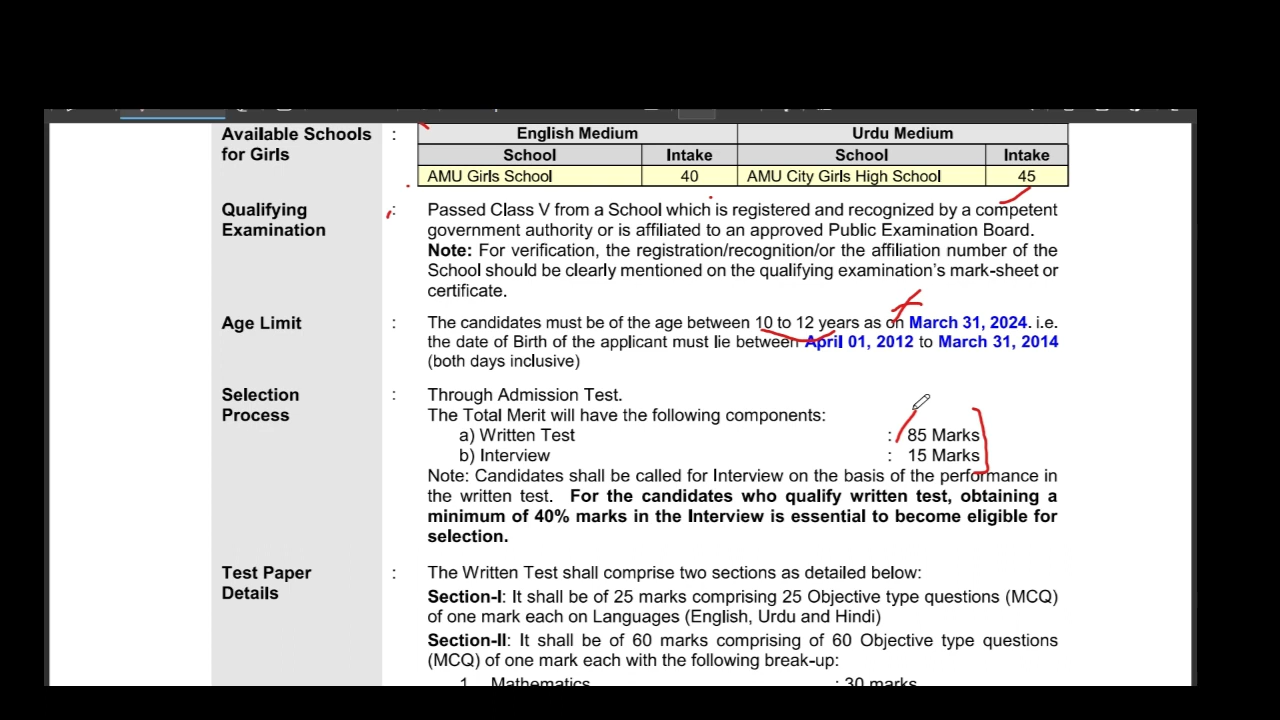 Available Schools for Girls :
English Medium Urdu Medium
School Intake School Intake
AMU Girls School 40 AMU City Girls High School 45
Qualifying Examination : Passed Class V from a School which is registered and recognized by a competent
government authority or is affiliated to an approved Public Examination Board.
Note: For verification, the registration/recognition/or the affiliation number of the
School should be clearly mentioned on the qualifying examination's mark-sheet or
certificate.
Age Limit : The candidates must be of the age between 10 to 12 years as on March 31, 2024. i.e.
the date of Birth of the applicant must lie between April 01, 2012 to March 31, 2014
(both days inclusive)
Selection Process : Through Admission Test.
The Total Merit will have the following components:
a) Written Test : 85 Marks
b) Interview : 15 Marks
Note: Candidates shall be called for Interview on the basis of the performance in
the written test. For the candidates who qualify written test, obtaining a
minimum of 40% marks in the Interview is essential to become eligible for
selection.
Test Paper Details : The Written Test shall comprise two sections as detailed below:
Section-I: It shall be of 25 marks comprising 25 Objective type questions (MCQ)
of one mark each on Languages (English, Urdu and Hindi)
Section-II: It shall be of 60 marks comprising of 60 Objective type questions
(MCQ) of one mark each with the following break-up:
1. Mathematics : 30 marks